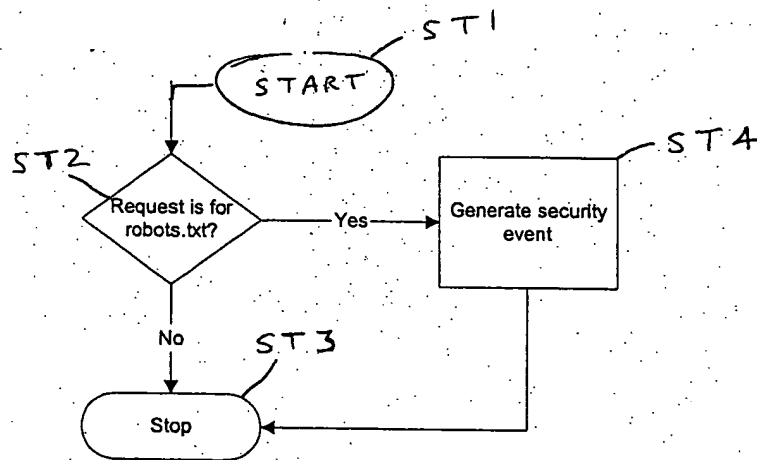 ST1
START
ST2
Request is for
robots.txt?
Yes
Generate security
event
ST4
No
ST3
Stop